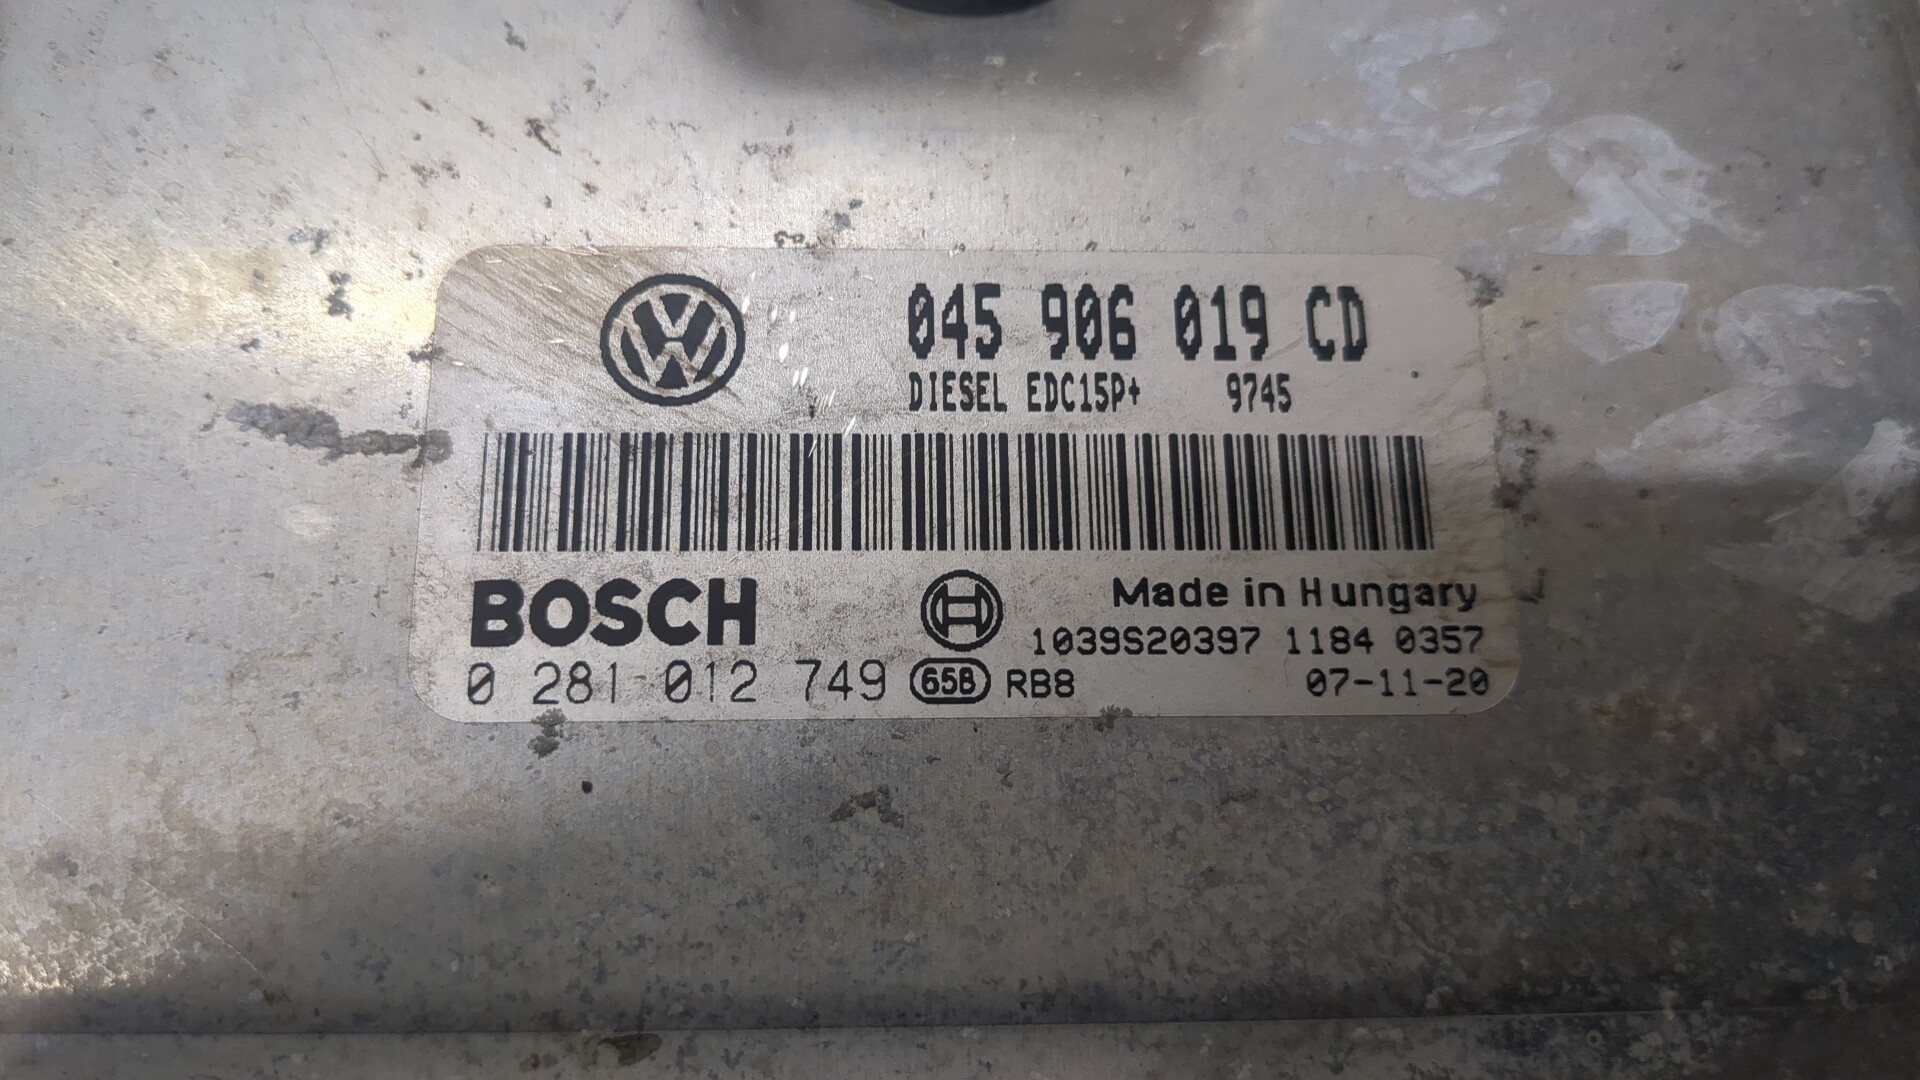 045 906 019 CD
DIESEL EDC15P+ 9745
BOSCH
Made in Hungary
1039S20397 1184 0357
0 281 012 749 65B RB8 07-11-20